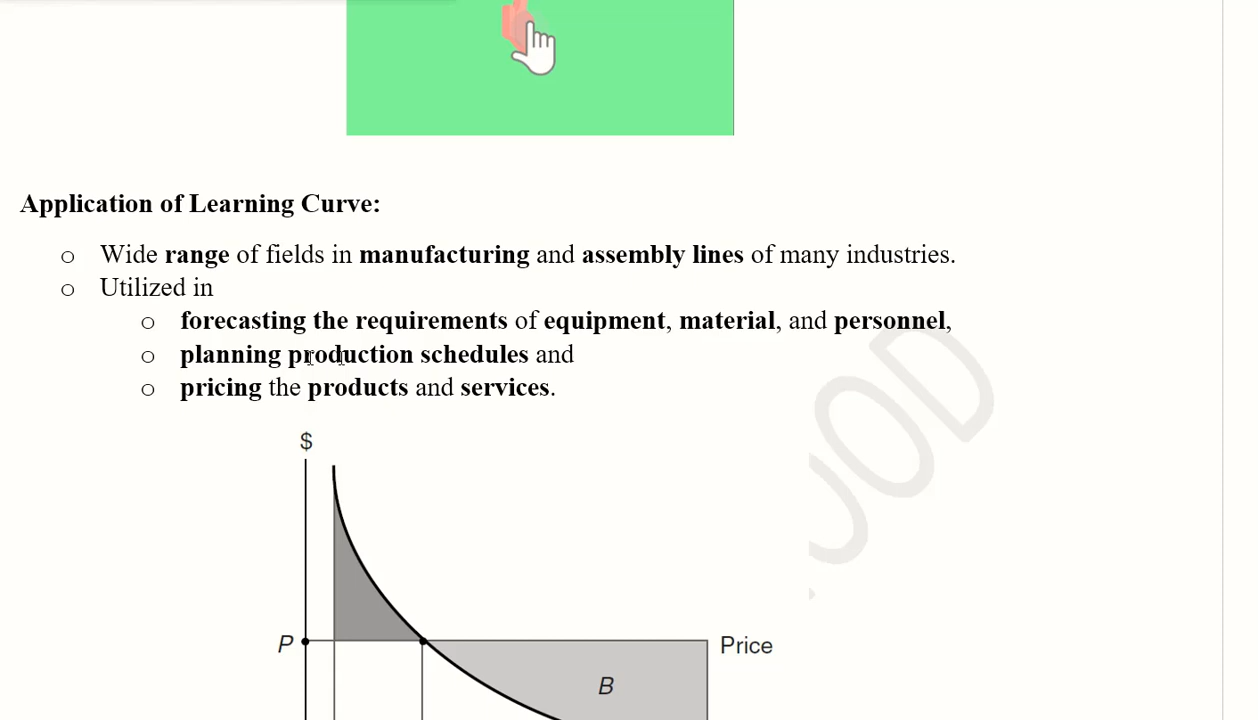 Application of Learning Curve:
o Wide range of fields in manufacturing and assembly lines of many industries.
o Utilized in
o forecasting the requirements of equipment, material, and personnel,
o planning production schedules and
o pricing the products and services.
$
P
Price
B